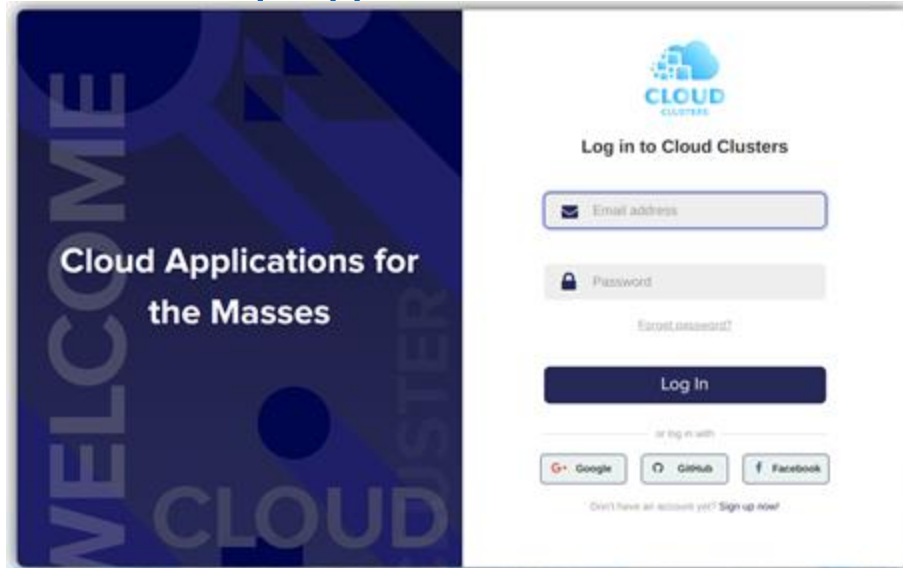 WELCOME
Cloud Applications for
the Masses
CLUSTER
CLOUD
CLOUD
CLUSTERS
Log in to Cloud Clusters
Email address
Password
Forgot password?
Log In
or log in with
G+ Google
GitHub
f Facebook
Don't have an account yet? Sign up now!